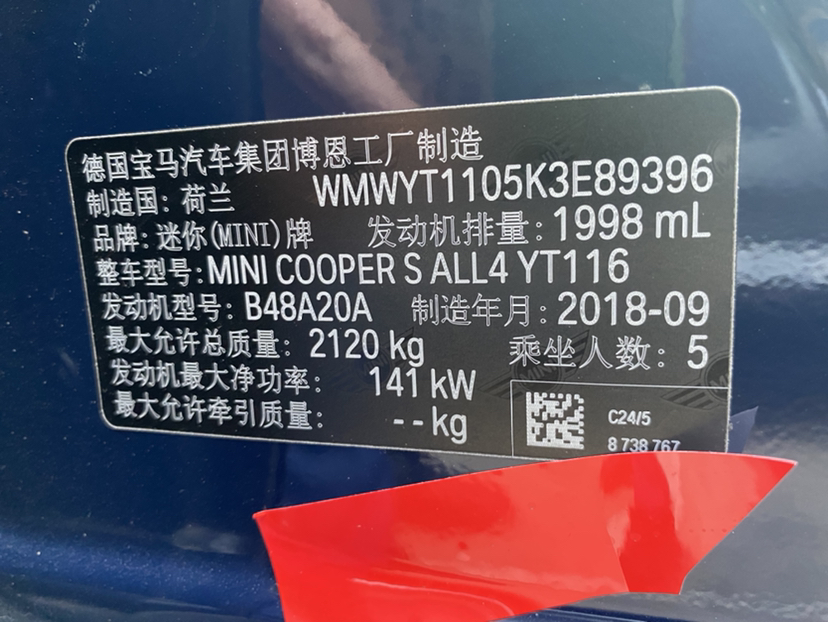 德国宝马汽车集团博恩工厂制造
制造国: 荷兰 WMWYT1105K3E89396
品牌: 迷你(MINI)牌 发动机排量: 1998 mL
整车型号: MINI COOPER S ALL4 YT116
发动机型号: B48A20A 制造年月: 2018-09
最大允许总质量: 2120 kg 乘坐人数: 5
发动机最大净功率: 141 kW
最大允许牵引质量: -- kg
C24/5
8 738 767